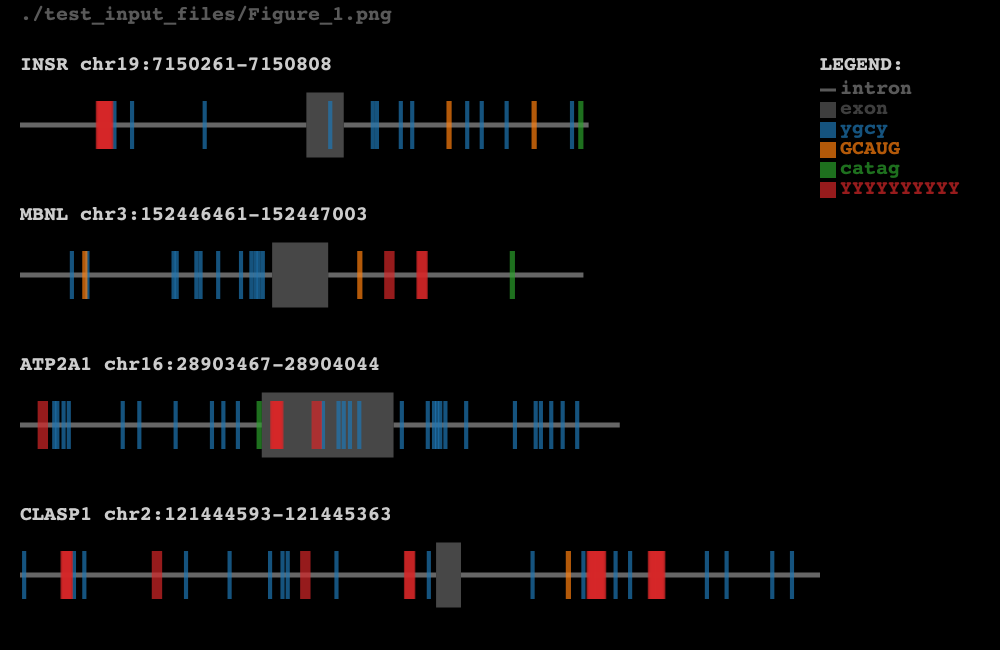 ./test_input_files/Figure_1.png
INSR chr19:7150261-7150808
LEGEND:
intron
exon
ygcy
GCAUG
catag
YYYYYYYYYY
MBNL chr3:152446461-152447003
ATP2A1 chr16:28903467-28904044
CLASP1 chr2:121444593-121445363